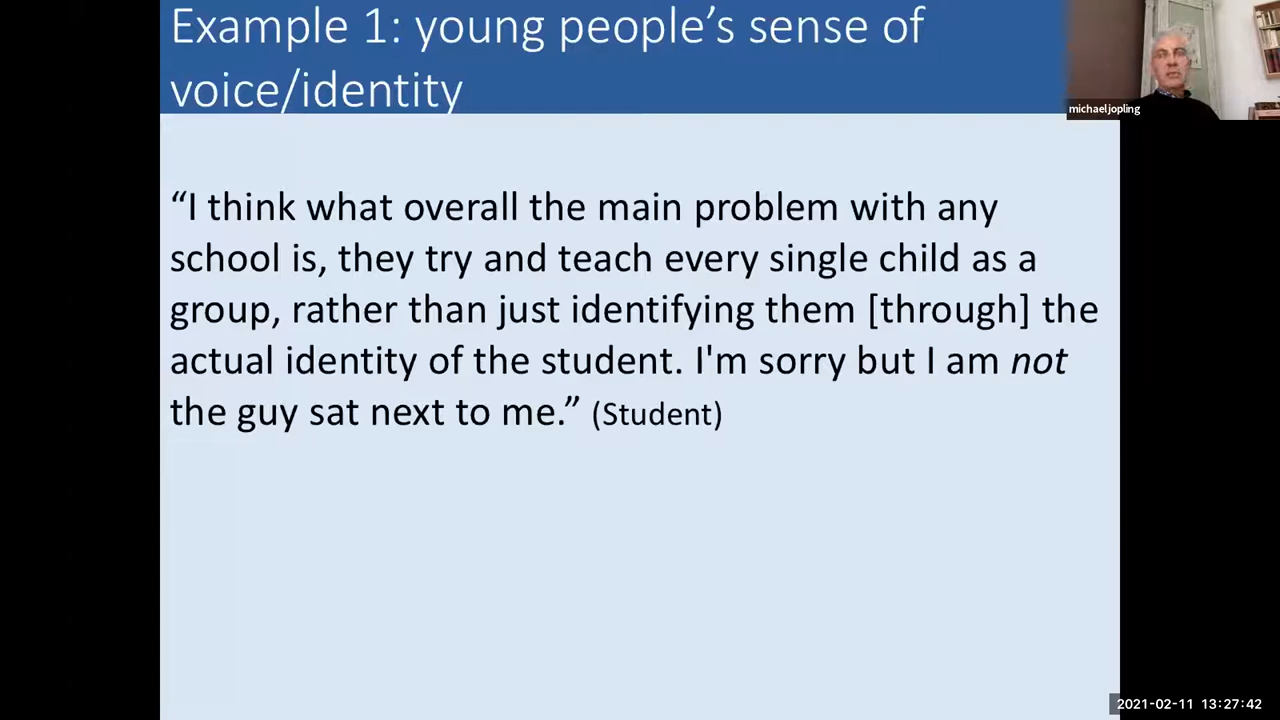 Example 1: young people’s sense of
voice/identity
michael jopling
“I think what overall the main problem with any
school is, they try and teach every single child as a
group, rather than just identifying them [through] the
actual identity of the student. I'm sorry but I am not
the guy sat next to me.” (Student)
2021-02-11 13:27:42